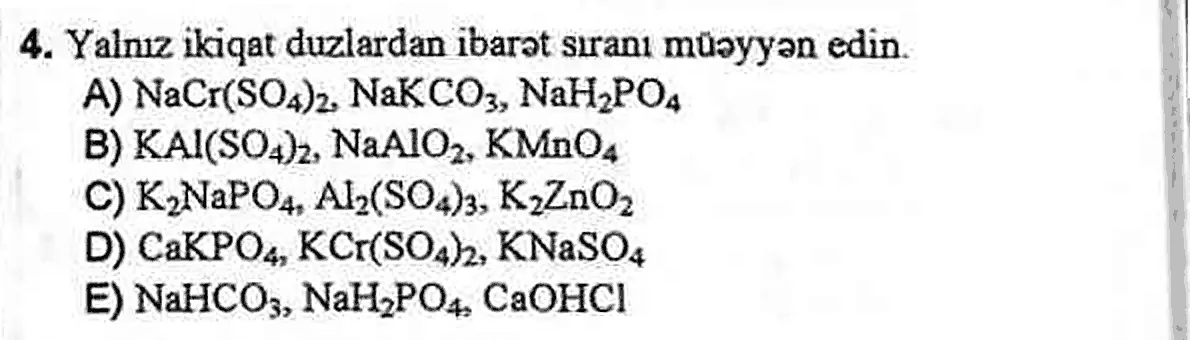 4. Yalnız ikiqat duzlardan ibarət sıranı müəyyən edin.
A) NaCr(SO₄)₂, NaKCO₃, NaH₂PO₄
B) KAl(SO₄)₂, NaAlO₂, KMnO₄
C) K₂NaPO₄, Al₂(SO₄)₃, K₂ZnO₂
D) CaKPO₄, KCr(SO₄)₂, KNaSO₄
E) NaHCO₃, NaH₂PO₄, CaOHCl